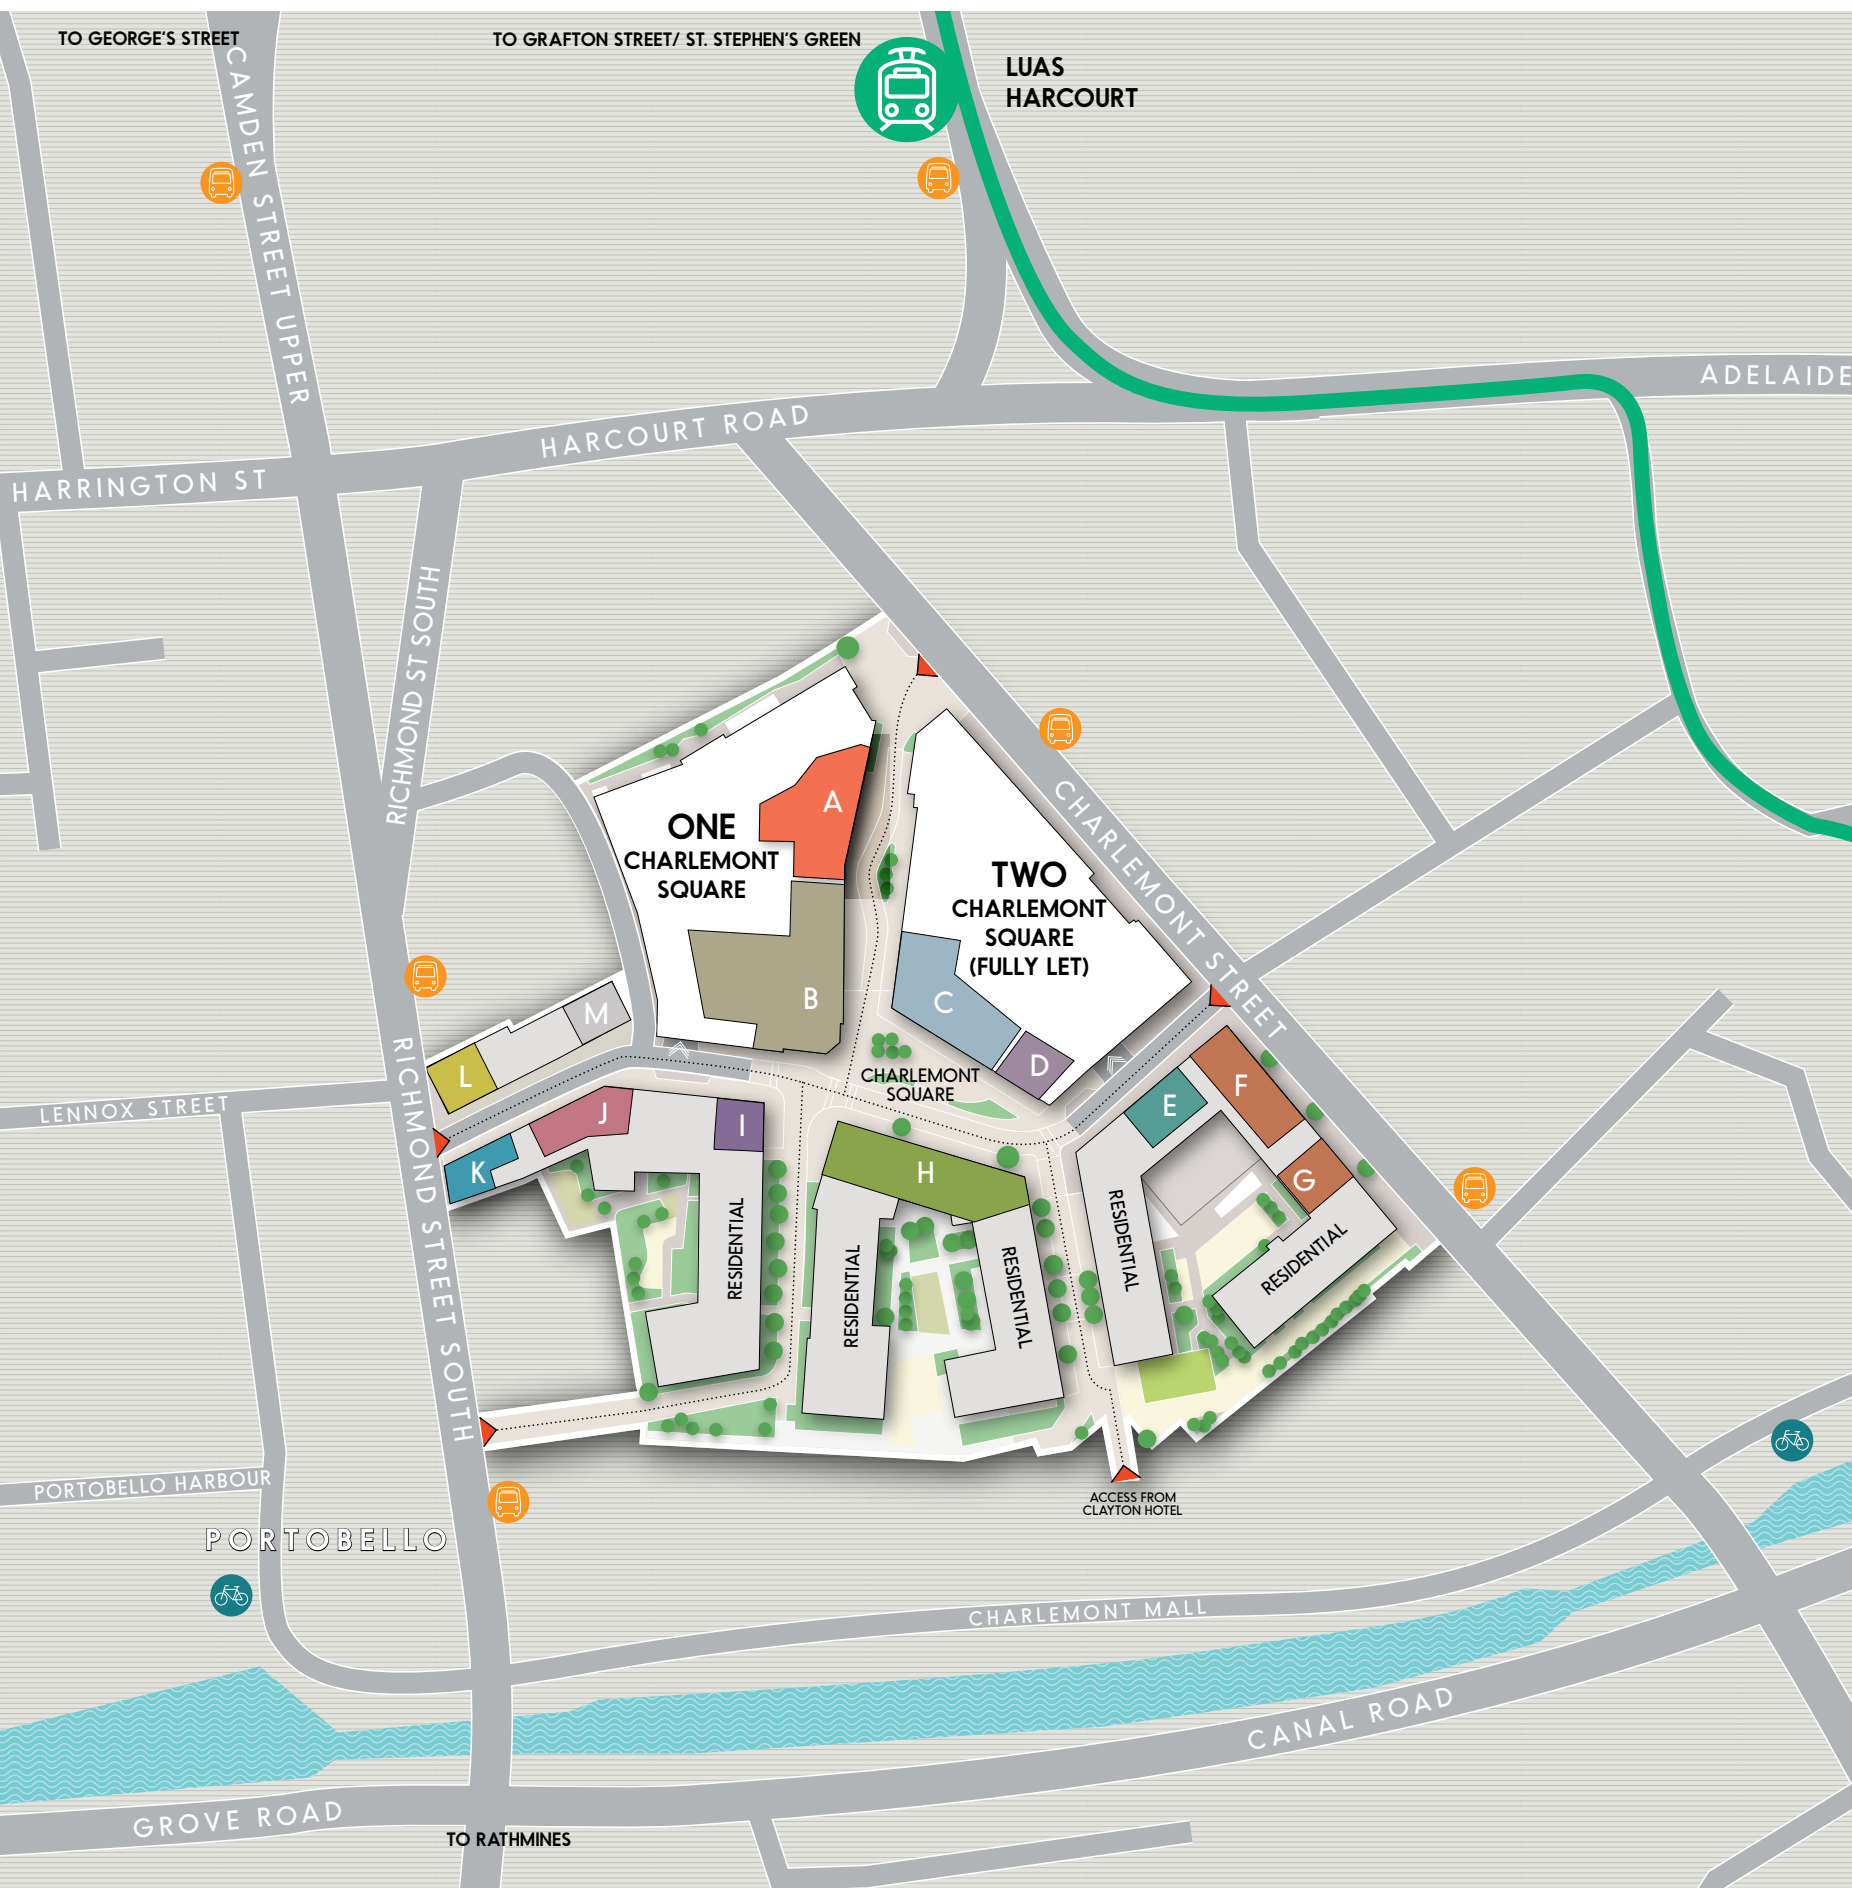 TO GEORGE'S STREET
TO GRAFTON STREET/ ST. STEPHEN'S GREEN
LUAS
HARCOURT
CAMDEN STREET UPPER
ADELAIDE
HARCOURT ROAD
HARRINGTON ST
RICHMOND ST SOUTH
A
ONE
CHARLEMONT
SQUARE
TWO
CHARLEMONT
SQUARE
(FULLY LET)
CHARLEMONT STREET
B
C
D
M
L
CHARLEMONT
SQUARE
LENNOX STREET
J
I
K
H
E
F
G
RICHMOND STREET SOUTH
RESIDENTIAL
RESIDENTIAL
RESIDENTIAL
RESIDENTIAL
RESIDENTIAL
PORTOBELLO HARBOUR
ACCESS FROM
CLAYTON HOTEL
PORTOBELLO
CHARLEMONT MALL
CANAL ROAD
GROVE ROAD
TO RATHMINES